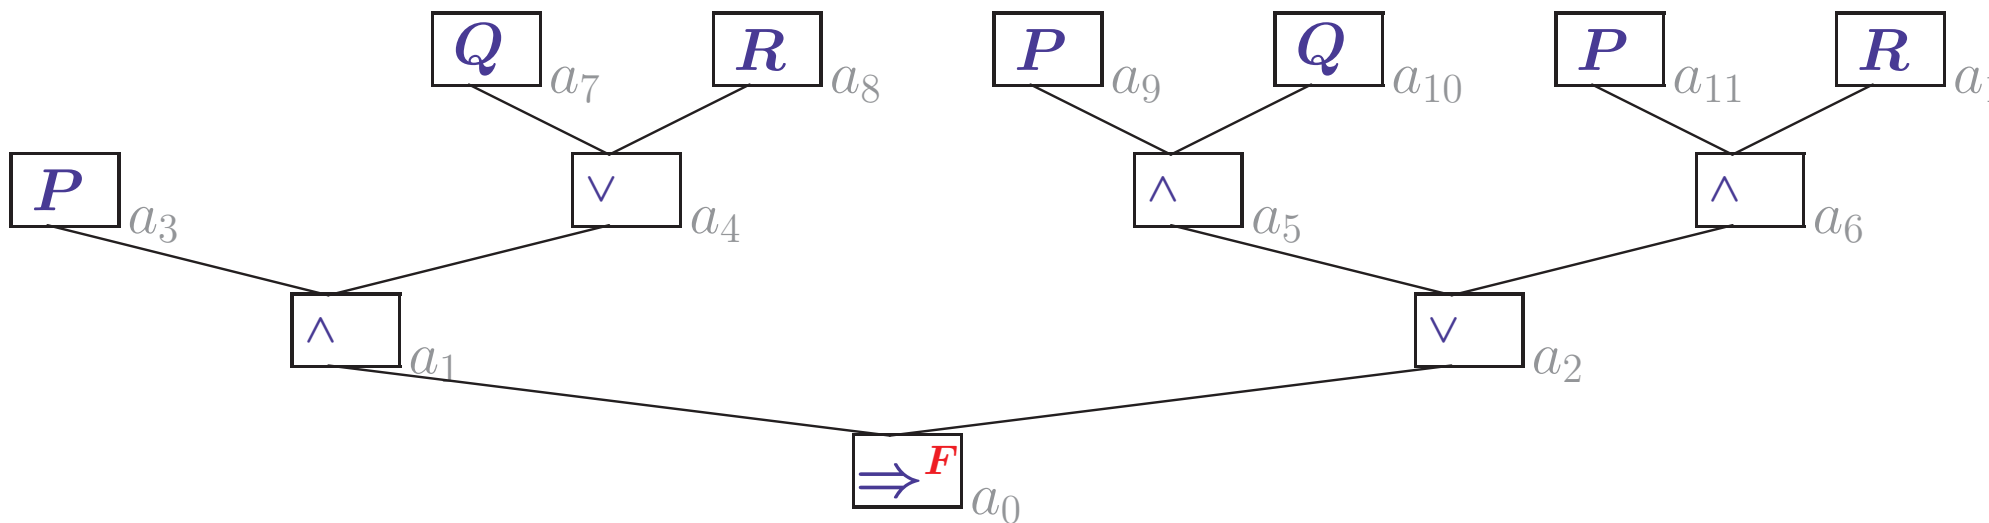 Q a₇ R a₈ P a₉ Q a₁₀ P a₁₁ R
P a₃ ∨ a₄ ∧ a₅ ∧ a₆
∧ a₁ ∨ a₂
⇒ F a₀